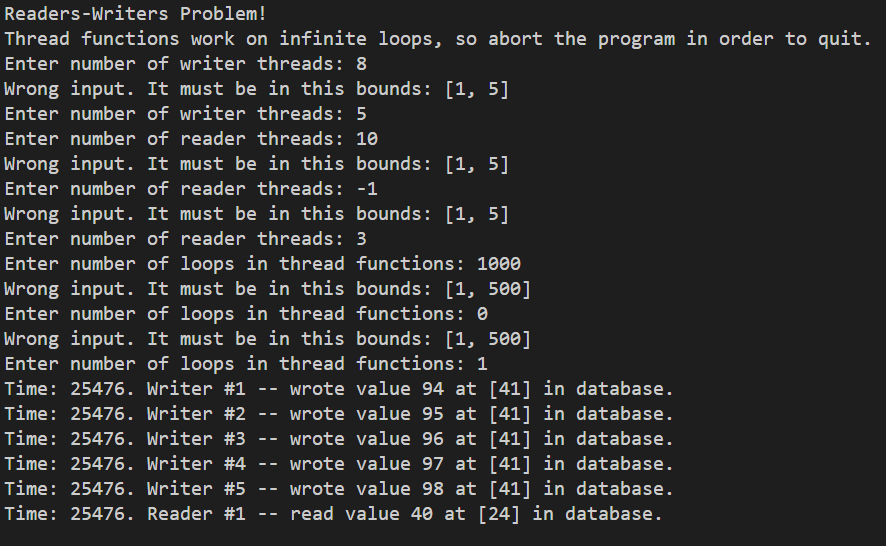 Readers-Writers Problem!
Thread functions work on infinite loops, so abort the program in order to quit.
Enter number of writer threads: 8
Wrong input. It must be in this bounds: [1, 5]
Enter number of writer threads: 5
Enter number of reader threads: 10
Wrong input. It must be in this bounds: [1, 5]
Enter number of reader threads: -1
Wrong input. It must be in this bounds: [1, 5]
Enter number of reader threads: 3
Enter number of loops in thread functions: 1000
Wrong input. It must be in this bounds: [1, 500]
Enter number of loops in thread functions: 0
Wrong input. It must be in this bounds: [1, 500]
Enter number of loops in thread functions: 1
Time: 25476. Writer #1 -- wrote value 94 at [41] in database.
Time: 25476. Writer #2 -- wrote value 95 at [41] in database.
Time: 25476. Writer #3 -- wrote value 96 at [41] in database.
Time: 25476. Writer #4 -- wrote value 97 at [41] in database.
Time: 25476. Writer #5 -- wrote value 98 at [41] in database.
Time: 25476. Reader #1 -- read value 40 at [24] in database.